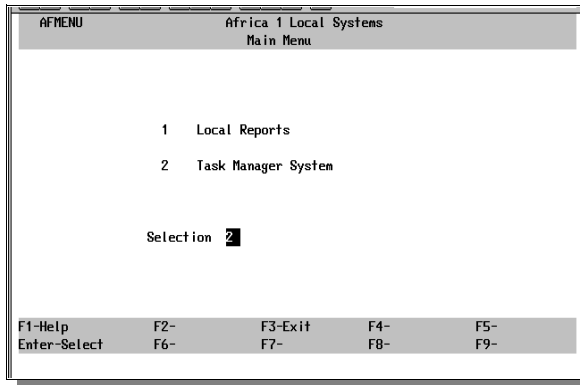 AFMENU Africa 1 Local Systems
Main Menu
1 Local Reports
2 Task Manager System
Selection 2
F1-Help F2- F3-Exit F4- F5-
Enter-Select F6- F7- F8- F9-